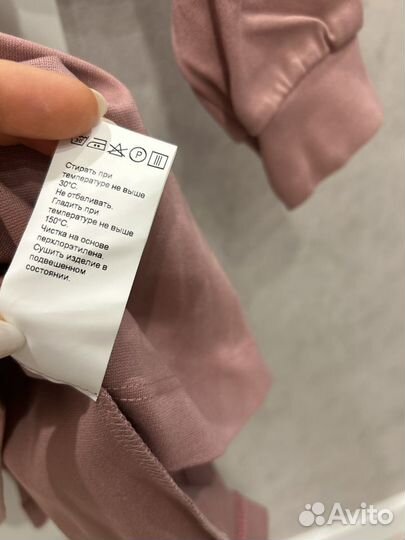 30
P
Стирать при
температуре не выше
30°C.
Не отбеливать.
Гладить при
температуре не выше
150°C.
Чистка на основе
перхлорэтилена.
Сушить изделие в
подвешенном
состоянии.
Avito